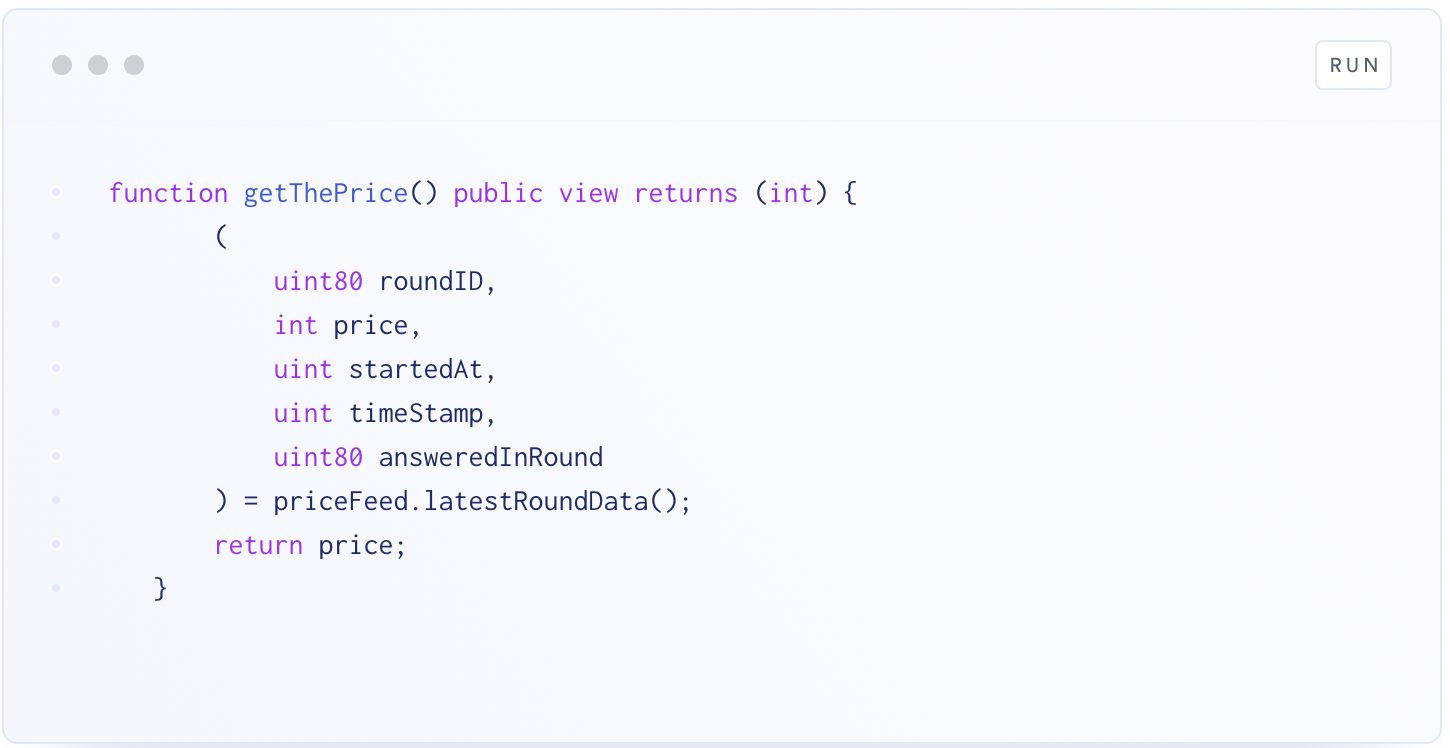 RUN
function getThePrice() public view returns (int) {
(
uint80 roundID,
int price,
uint startedAt,
uint timeStamp,
uint80 answeredInRound
) = priceFeed.latestRoundData();
return price;
}